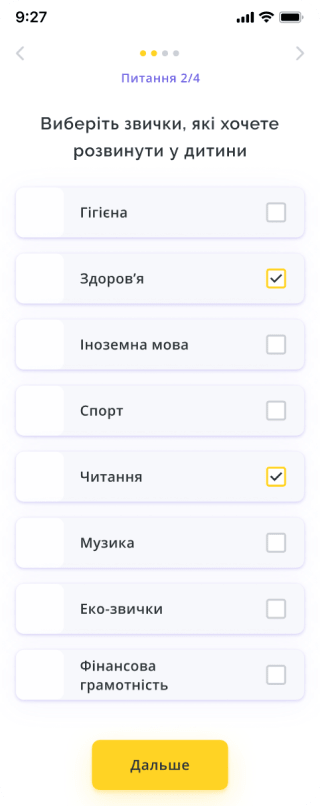 9:27
Питання 2/4
Виберіть звички, які хочете
розвинути у дитини
Гігієна
Здоров’я
Іноземна мова
Спорт
Читання
Музика
Еко-звички
Фінансова
грамотність
Дальше